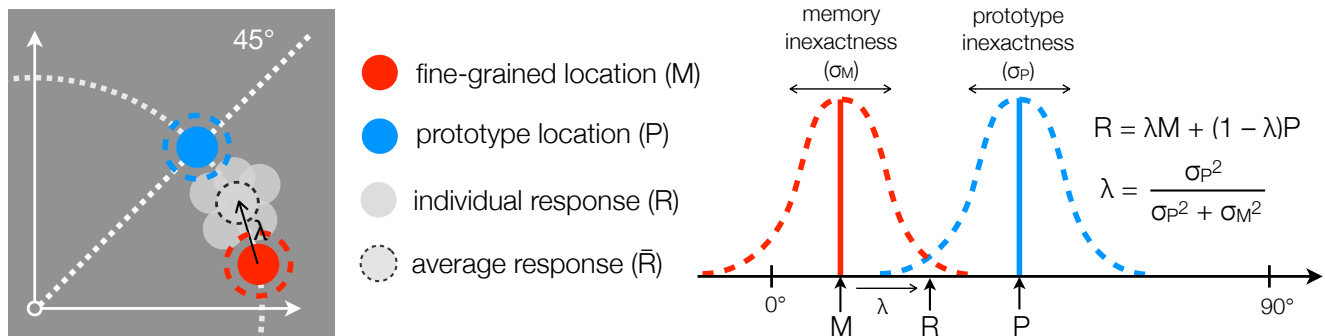 45°
λ
fine-grained location (M)
prototype location (P)
individual response (R)
average response (R̄)
memory
inexactness
(σM)
prototype
inexactness
(σP)
R = λM + (1 – λ)P
λ = σP² / (σP² + σM²)
0°
λ
90°
M
R
P